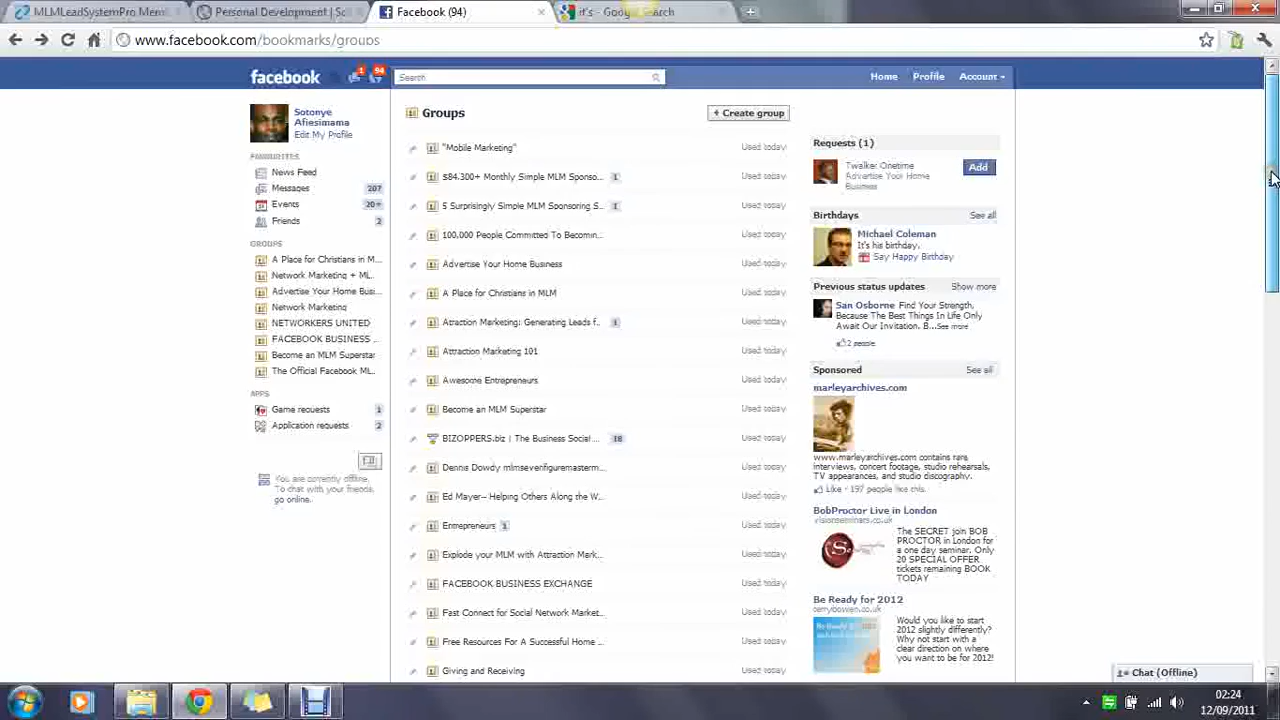 MLMLeadSystemPro Mem
Personal Development | So
Facebook (94)
it's - Google Search
www.facebook.com/bookmarks/groups
facebook
1
94
Search
Home
Profile
Account
Sotonye
Afiesimama
Edit My Profile
FAVOURITES
News Feed
Messages 207
Events 20+
Friends 2
GROUPS
A Place for Christians in M...
Network Marketing + ML...
Advertise Your Home Busi...
Network Marketing
NETWORKERS UNITED
FACEBOOK BUSINESS ...
Become an MLM Superstar
The Official Facebook ML...
APPS
Game requests 1
Application requests 2
You are currently offline.
To chat with your friends,
go online.
Groups
+ Create group
"Mobile Marketing" Used today
$84,300+ Monthly Simple MLM Sponso... 1 Used today
5 Surprisingly Simple MLM Sponsoring S... 1 Used today
100,000 People Committed To Becomin... Used today
Advertise Your Home Business Used today
A Place for Christians in MLM Used today
Atraction Marketing: Generating Leads f... 1 Used today
Attraction Marketing 101 Used today
Awesome Entrepreneurs Used today
Become an MLM Superstar Used today
BIZOPPERS.biz | The Business Social ... 18 Used today
Dennis Dowdy mlmsevenfiguremasterm... Used today
Ed Mayer-- Helping Others Along the W... Used today
Entrepreneurs 1 Used today
Explode your MLM with Attraction Mark... Used today
FACEBOOK BUSINESS EXCHANGE Used today
Fast Connect for Social Network Market... Used today
Free Resources For A Successful Home ... Used today
Giving and Receiving Used today
Requests (1)
Twalker Onetime
Advertise Your Home
Business
Add
Birthdays See all
Michael Coleman
It's his birthday.
Say Happy Birthday
Previous status updates Show more
San Osborne Find Your Strength,
Because The Best Things In Life Only
Await Our Invitation. B...See more
2 people
Sponsored See all
marleyarchives.com
www.marleyarchives.com contains rare
interviews, concert footage, studio rehearsals,
TV appearances, and studio discography.
Like · 197 people like this.
BobProctor Live in London
visionseminars.co.uk
The SECRET join BOB
PROCTOR in London for
a one day seminar. Only
20 SPECIAL OFFER
tickets remaining BOOK
TODAY
Be Ready for 2012
terrybowen.co.uk
Would you like to start
2012 slightly differently?
Why not start with a
clear direction on where
you want to be for 2012!
Chat (Offline)
02:24
12/09/2011